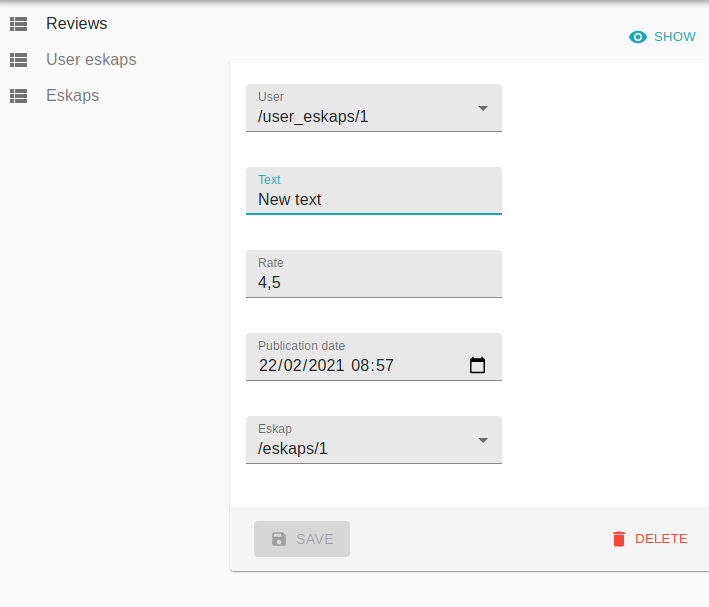 Reviews
User eskaps
Eskaps
SHOW
User
/user_eskaps/1
Text
New text
Rate
4,5
Publication date
22/02/2021 08:57
Eskap
/eskaps/1
SAVE
DELETE